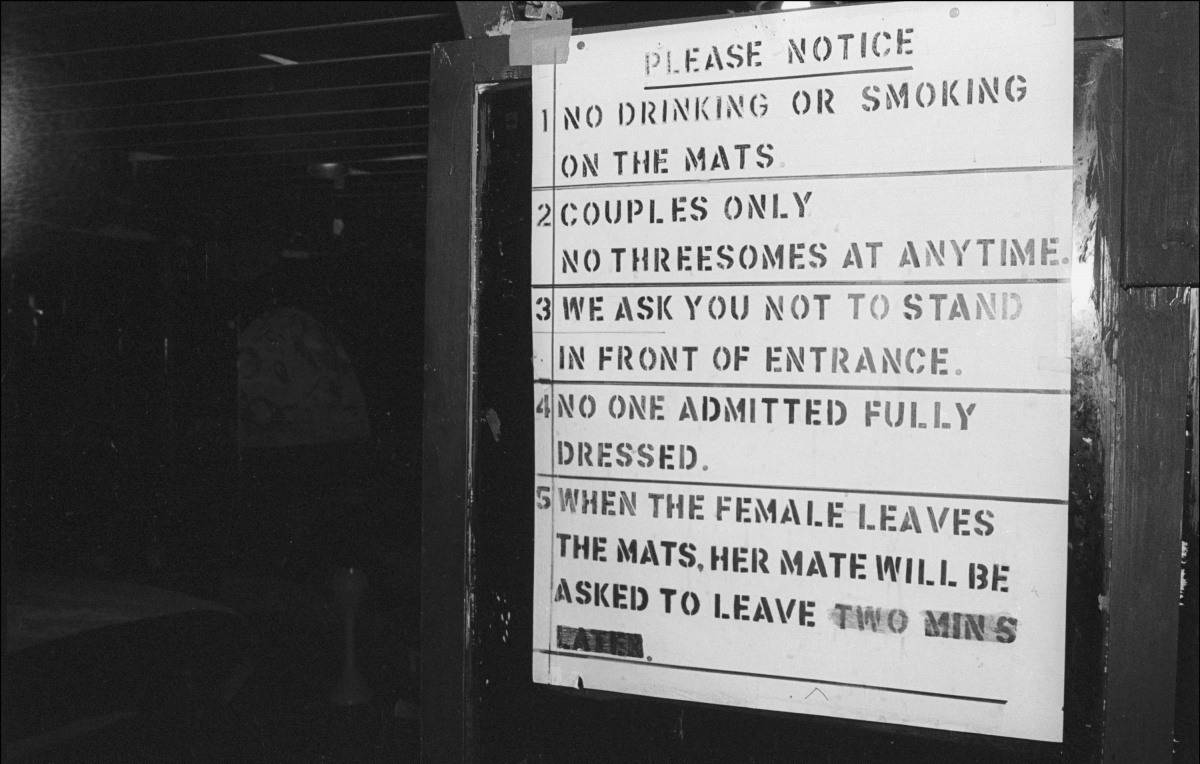 PLEASE NOTICE
1 NO DRINKING OR SMOKING
ON THE MATS.
2 COUPLES ONLY
NO THREESOMES AT ANYTIME.
3 WE ASK YOU NOT TO STAND
IN FRONT OF ENTRANCE.
4 NO ONE ADMITTED FULLY
DRESSED.
5 WHEN THE FEMALE LEAVES
THE MATS, HER MATE WILL BE
ASKED TO LEAVE TWO MINS
LATER.